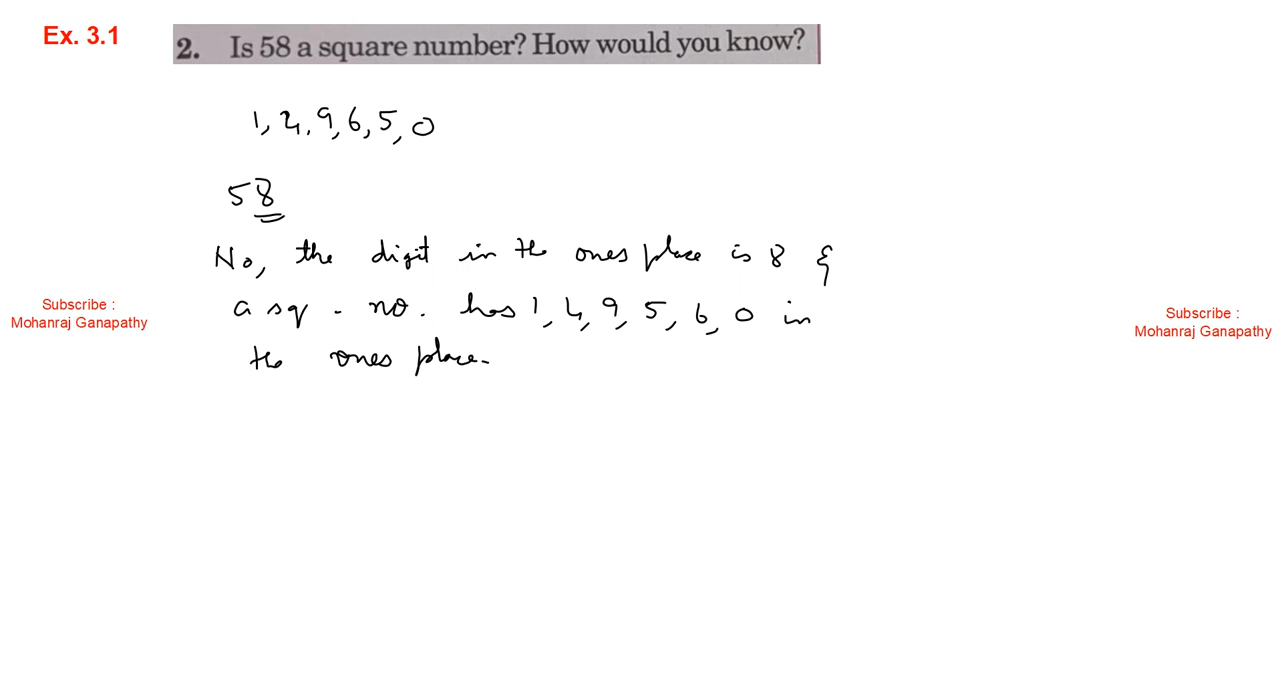 Ex. 3.1
2. Is 58 a square number? How would you know?
1, 4, 9, 6, 5, 0
58
No, the digit in the ones place is 8 &
Subscribe :
Mohanraj Ganapathy
a sq. no. has 1, 4, 9, 5, 6, 0 in
Subscribe :
Mohanraj Ganapathy
the ones place.